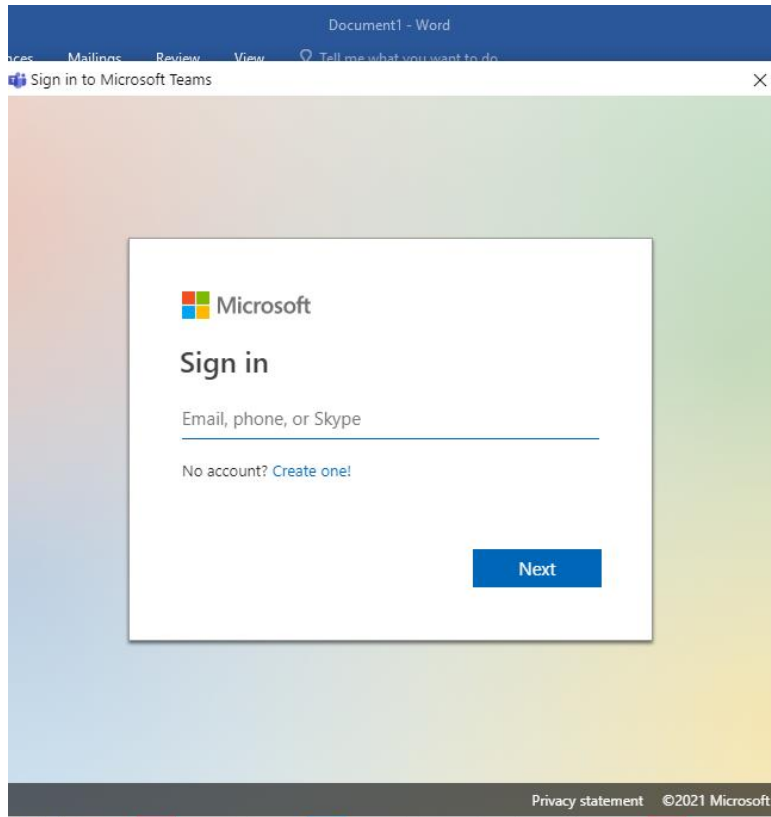 Document1 - Word
nces Mailings Review View Tell me what you want to do
Sign in to Microsoft Teams
Microsoft
Sign in
Email, phone, or Skype
No account? Create one!
Next
Privacy statement ©2021 Microsoft